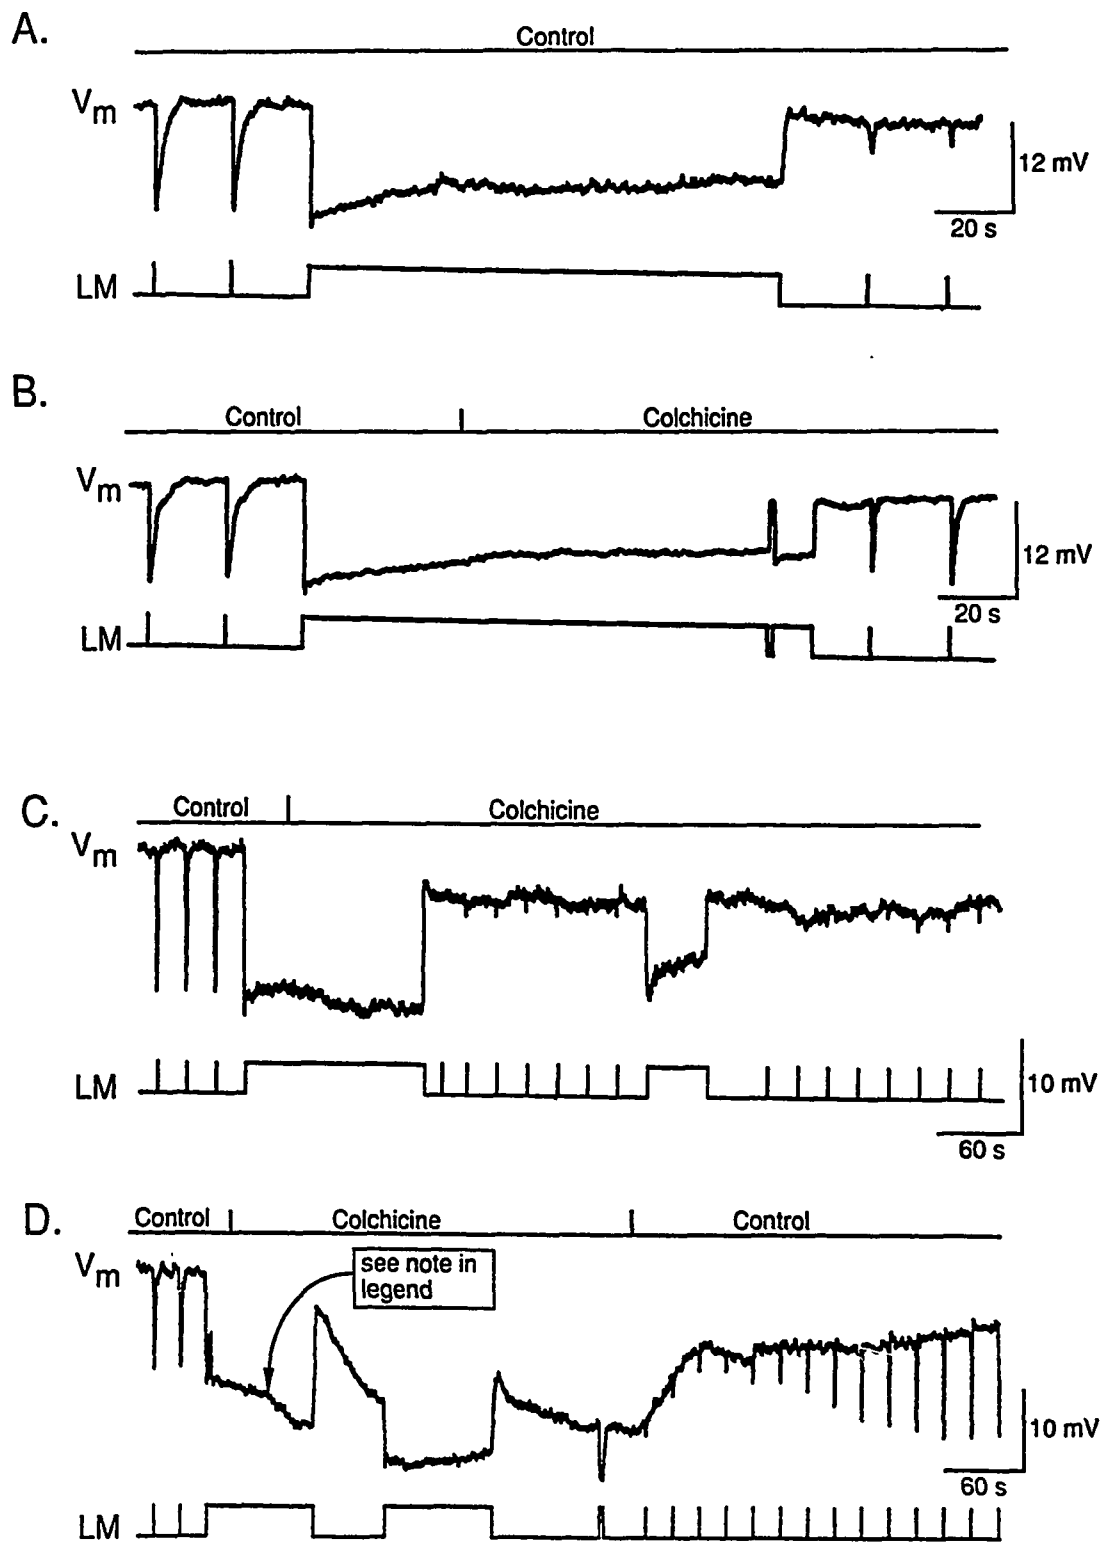 A.
Control
Vm
12 mV
20 s
LM
B.
Control
Colchicine
Vm
12 mV
20 s
LM
C.
Control
Colchicine
Vm
LM
10 mV
60 s
D.
Control
Colchicine
Control
Vm
see note in
legend
10 mV
60 s
LM